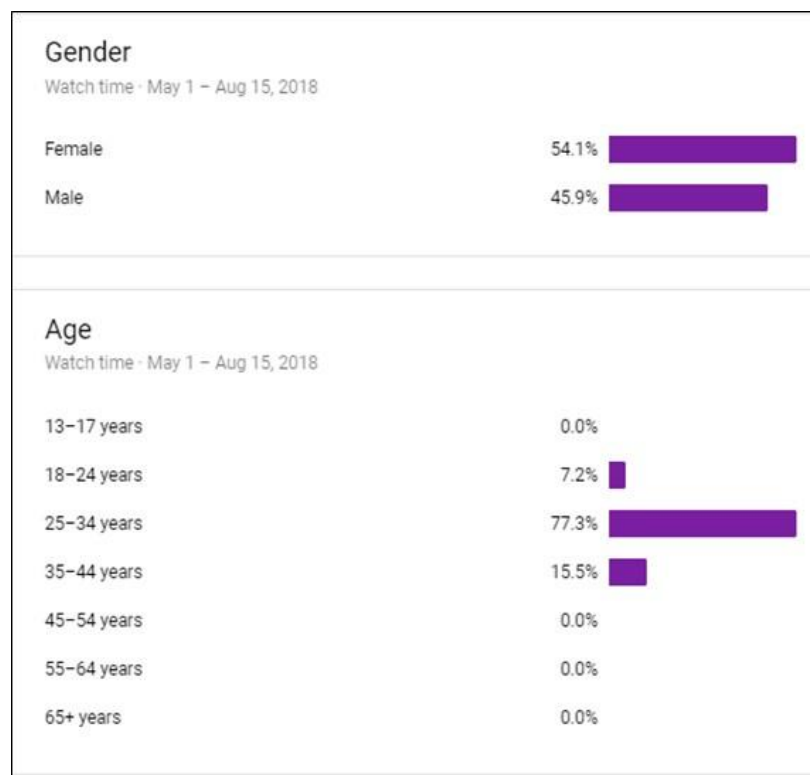 Gender
Watch time · May 1 – Aug 15, 2018
Female 54.1%
Male 45.9%
Age
Watch time · May 1 – Aug 15, 2018
13–17 years 0.0%
18–24 years 7.2%
25–34 years 77.3%
35–44 years 15.5%
45–54 years 0.0%
55–64 years 0.0%
65+ years 0.0%